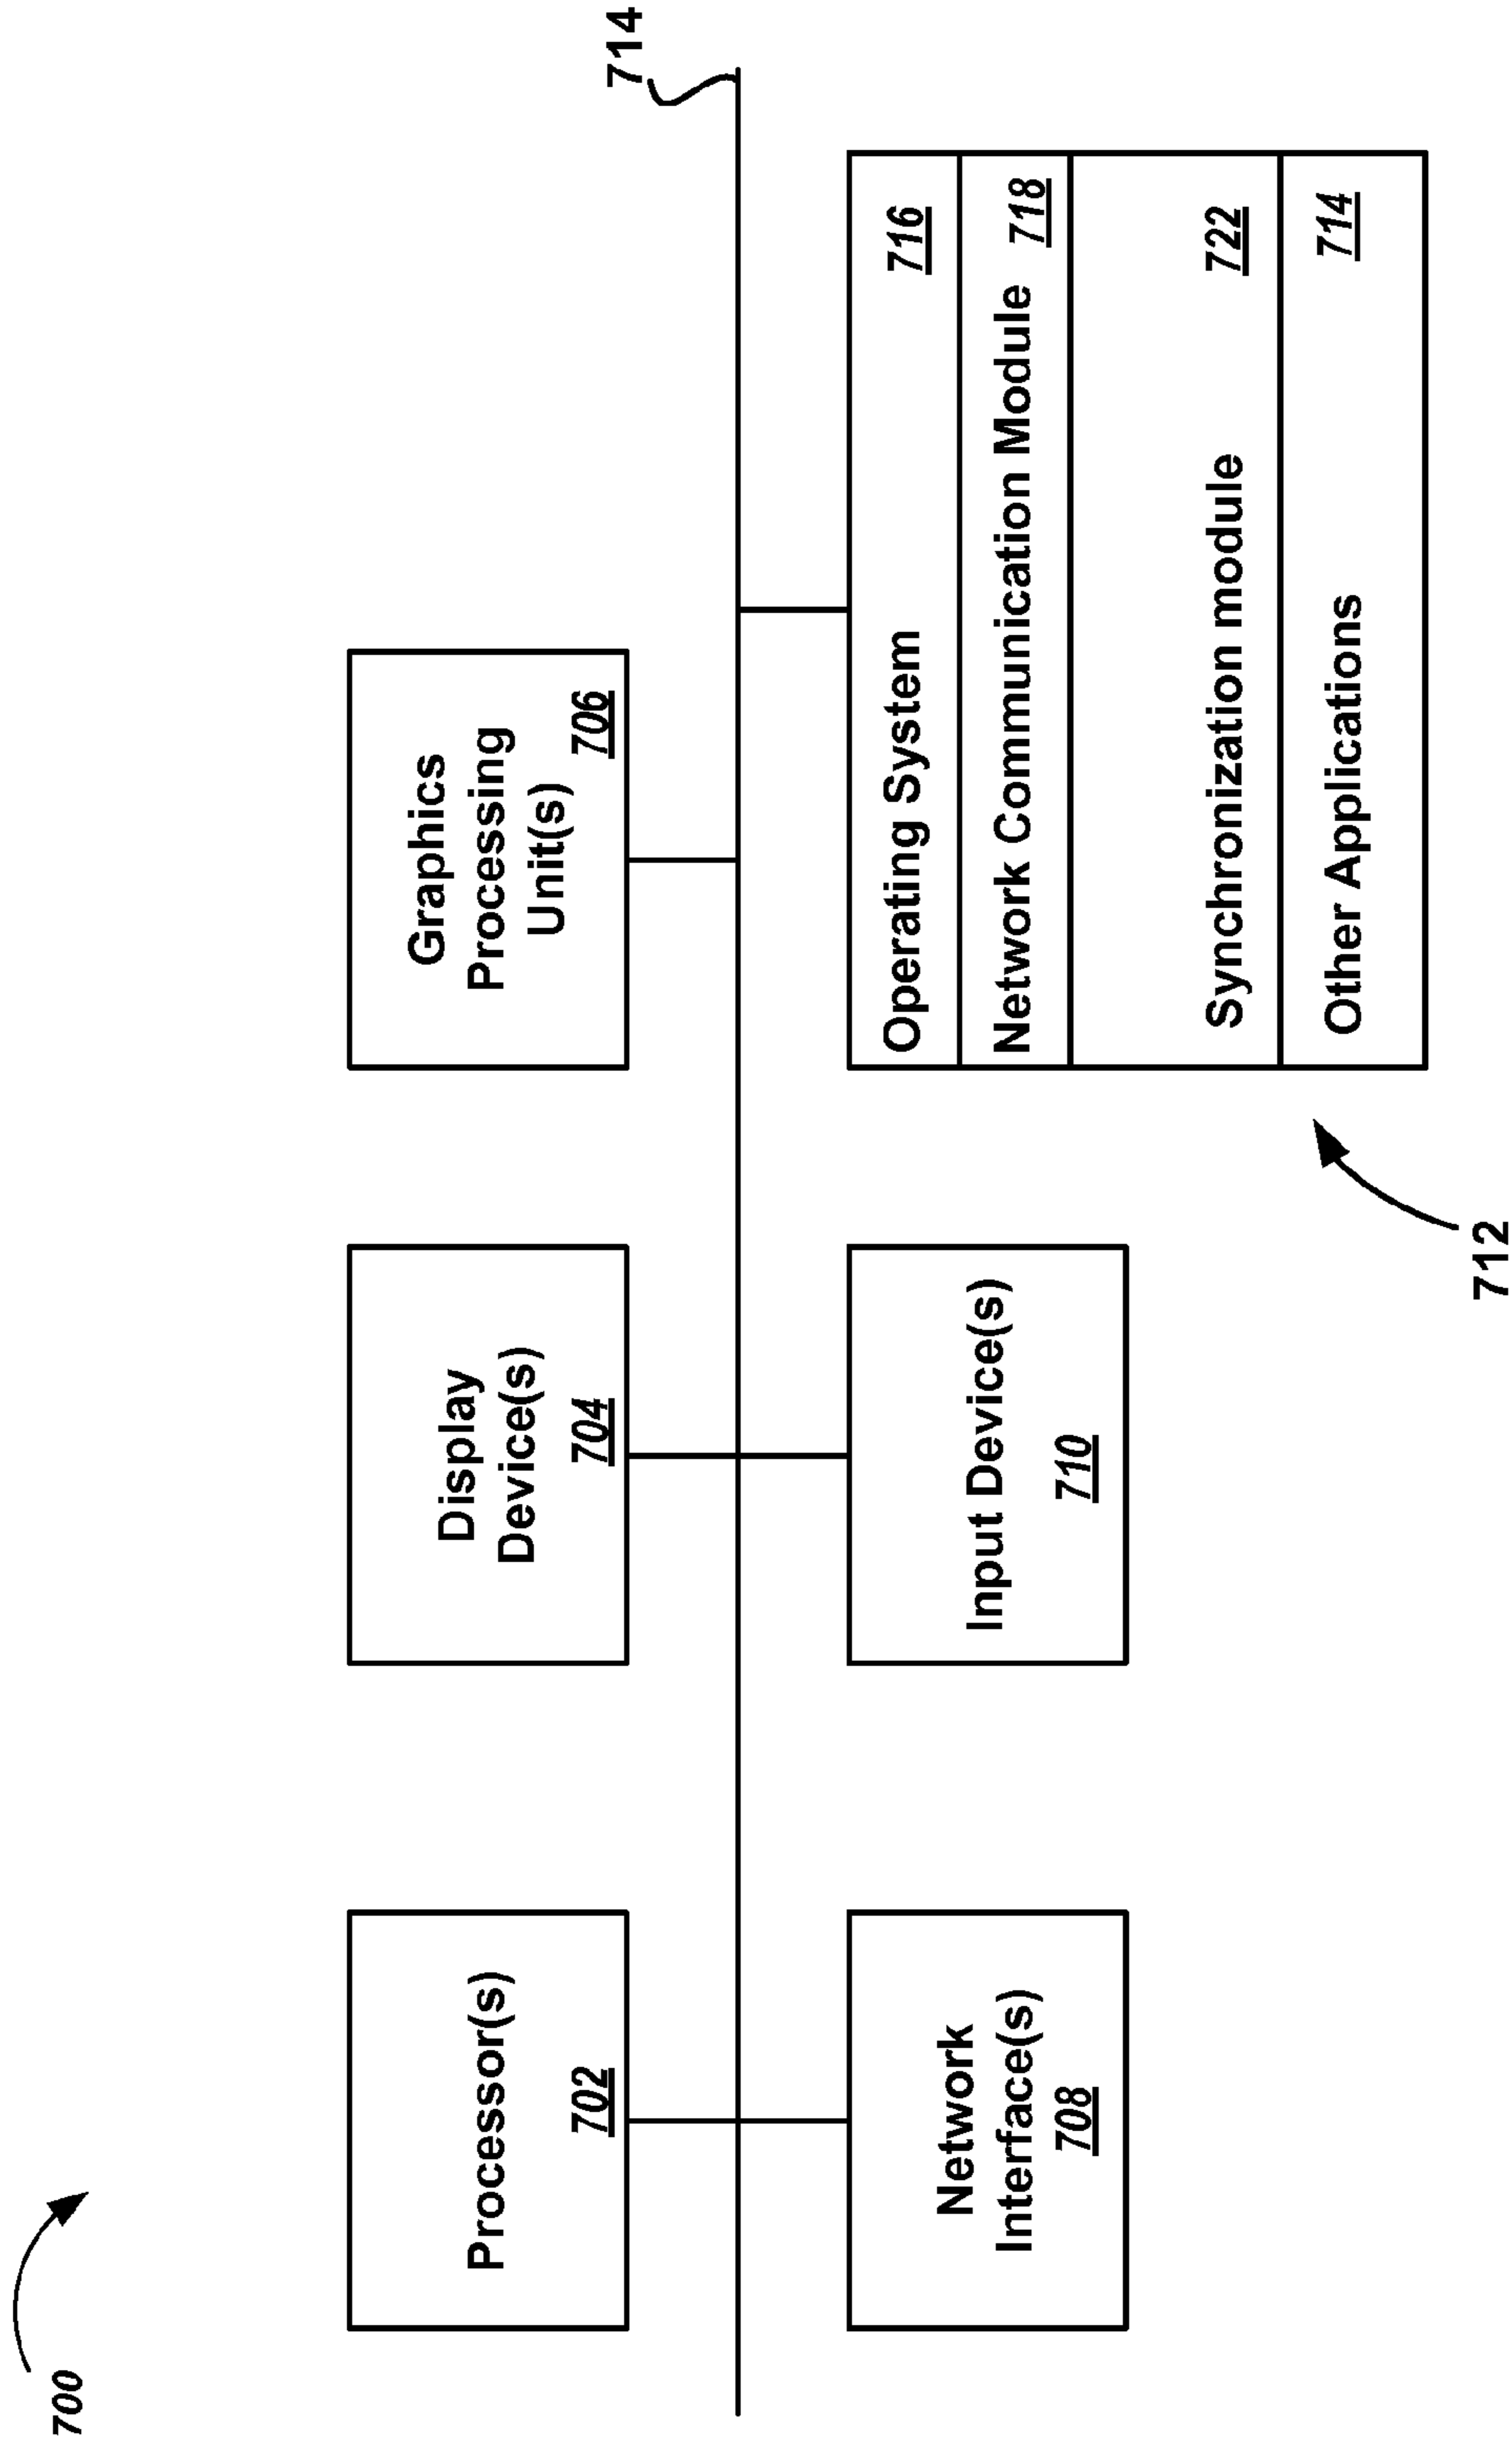 700
Processor(s)
702
Display
Device(s)
704
Graphics
Processing
Unit(s)
706
714
Network
Interface(s)
708
Input Device(s)
710
Operating System 716
Network Communication Module 718
Synchronization module 722
Other Applications 714
712